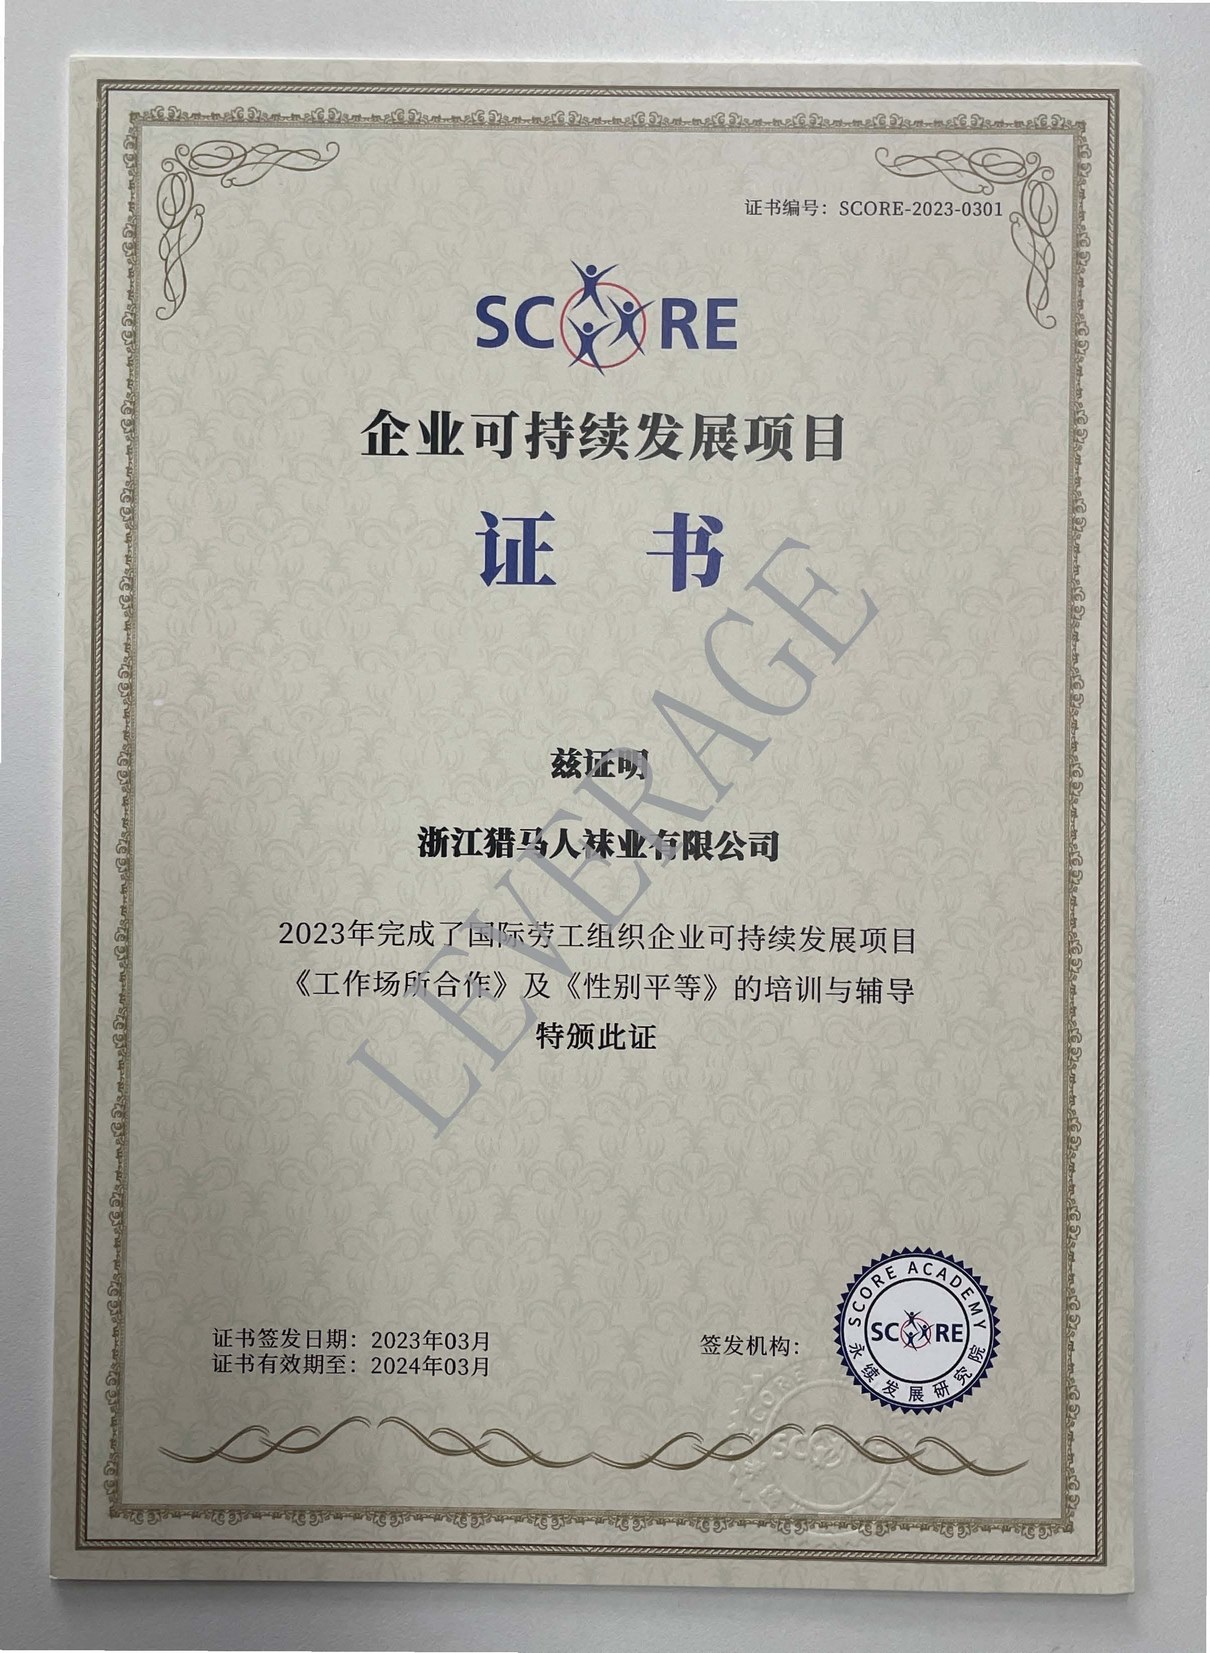 证书编号：SCORE-2023-0301
SCORE
企业可持续发展项目
证 书
兹证明
浙江猎马人袜业有限公司
2023年完成了国际劳工组织企业可持续发展项目
《工作场所合作》及《性别平等》的培训与辅导
特颁此证
LEVERAGE
证书签发日期：2023年03月
证书有效期至：2024年03月
签发机构：
SCORE ACADEMY
SCORE
永续发展研究院